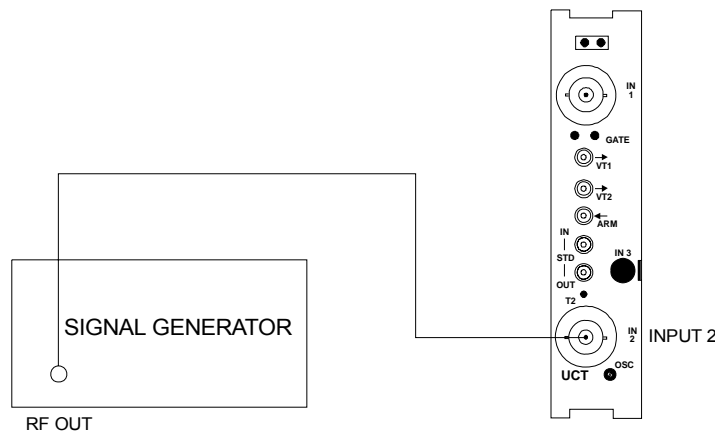 IN
1
GATE
VT1
VT2
ARM
IN
STD
OUT
IN 3
T2
SIGNAL GENERATOR
IN
2
INPUT 2
UCT
OSC
RF OUT